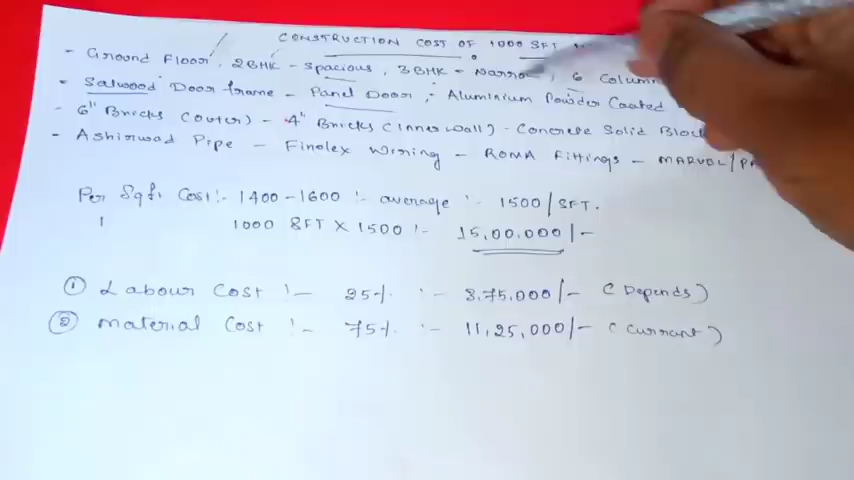 CONSTRUCTION COST OF 1000 SFT
- Ground Floor, 2BHK - Spacious, 3BHK - Narrow, 6 Column
- Salwood Door frame - Panel Door, - Aluminium Powder Coated
- 6" Bricks (outer) - 4" Bricks (inner wall) - Concrete Solid Block
- Ashirwad Pipe - Finolex Wiring - ROMA Fittings - MARVEL/PA
Per Sqft Cost :- 1400 - 1600 :- average :- 1500/SFT.
1000 SFT X 1500 :- 15,00,000/-
① Labour Cost :- 25% :- 3,75,000/- (Depends)
② Material Cost :- 75% :- 11,25,000/- (Currant)